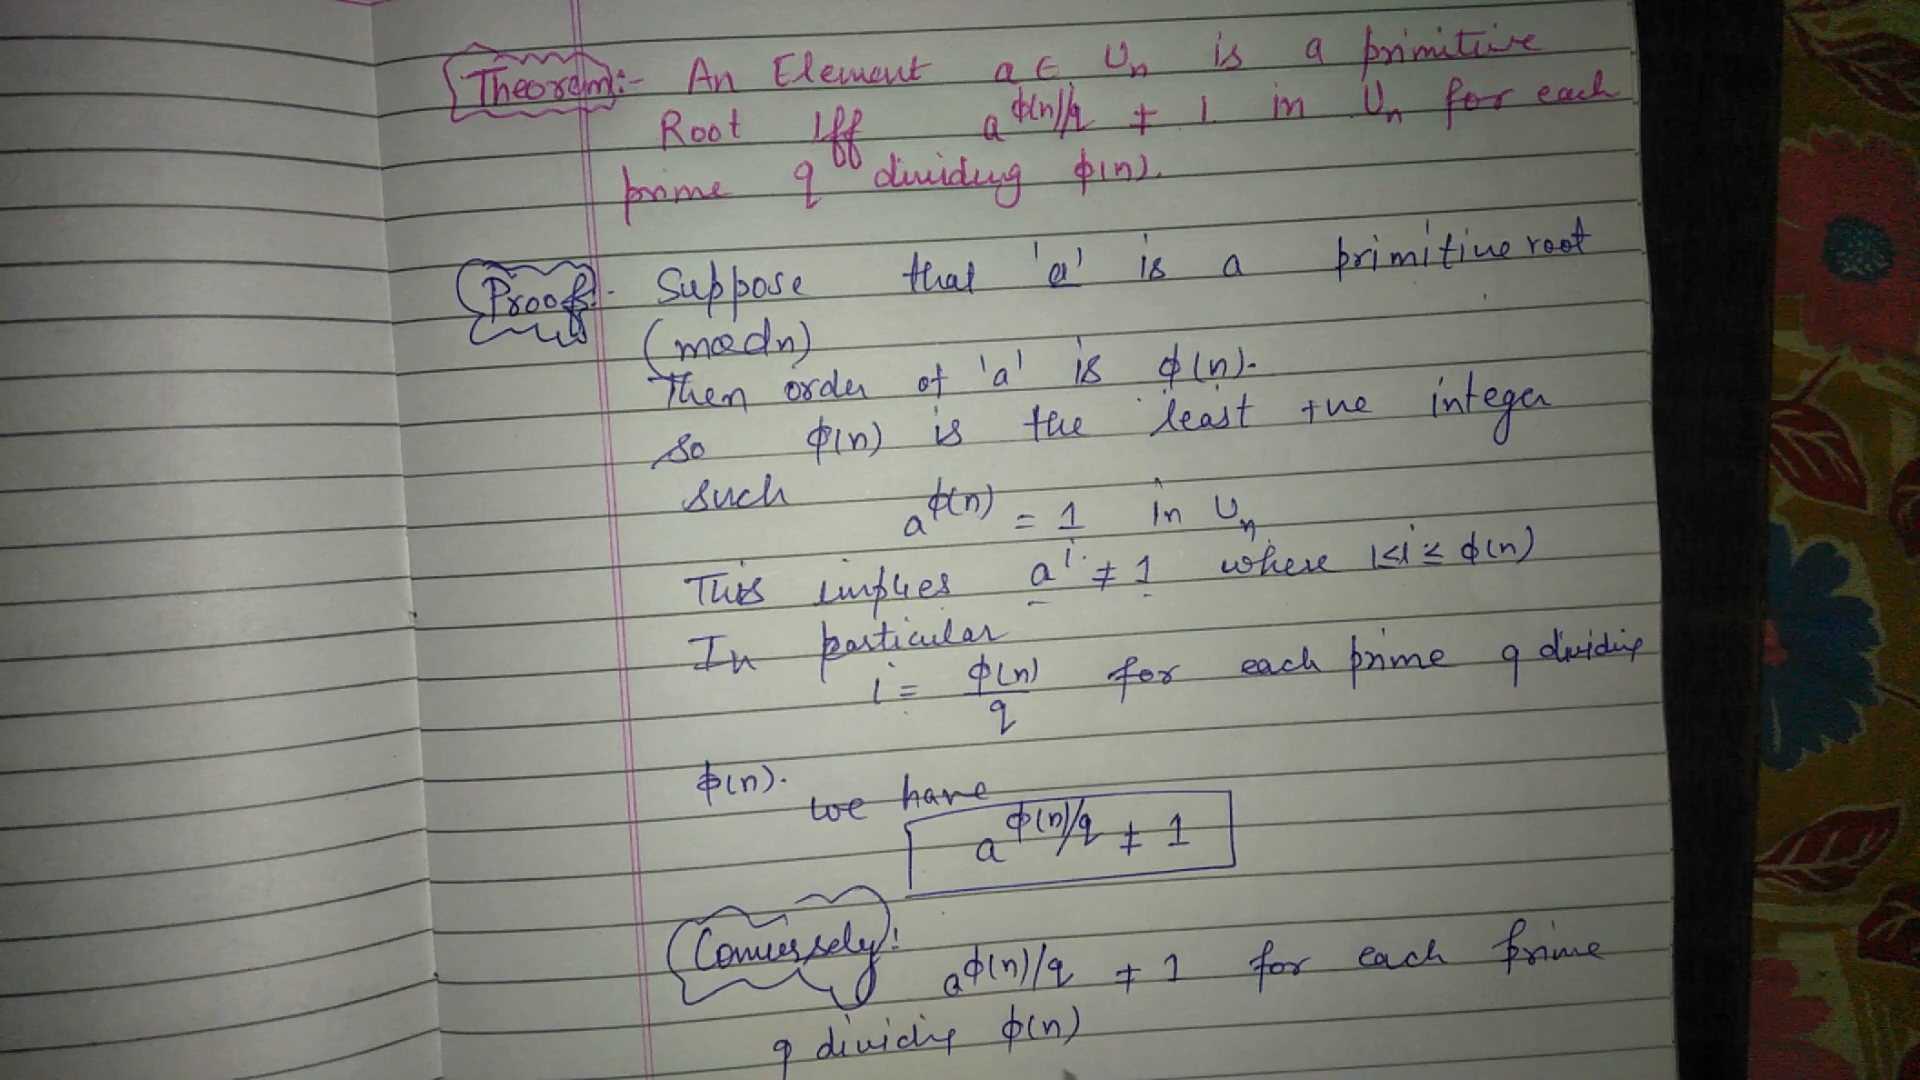 Theorem:- An Element a ∈ Un is a primitive
Root Iff a^φ(n)/q ≠ 1 in Un for each
prime q dividing φ(n).
Proof:- Suppose that 'a' is a primitive root
(mod n)
Then order of 'a' is φ(n).
so φ(n) is the least +ve integer
such a^φ(n) = 1 in Un
This implies a^i ≠ 1 where 1≤i≤ φ(n)
In particular
i = φ(n)/q for each prime q dividing
φ(n). we have
a^φ(n)/q ≠ 1
Conversely:
a^φ(n)/q ≠ 1 for each prime
q dividing φ(n)